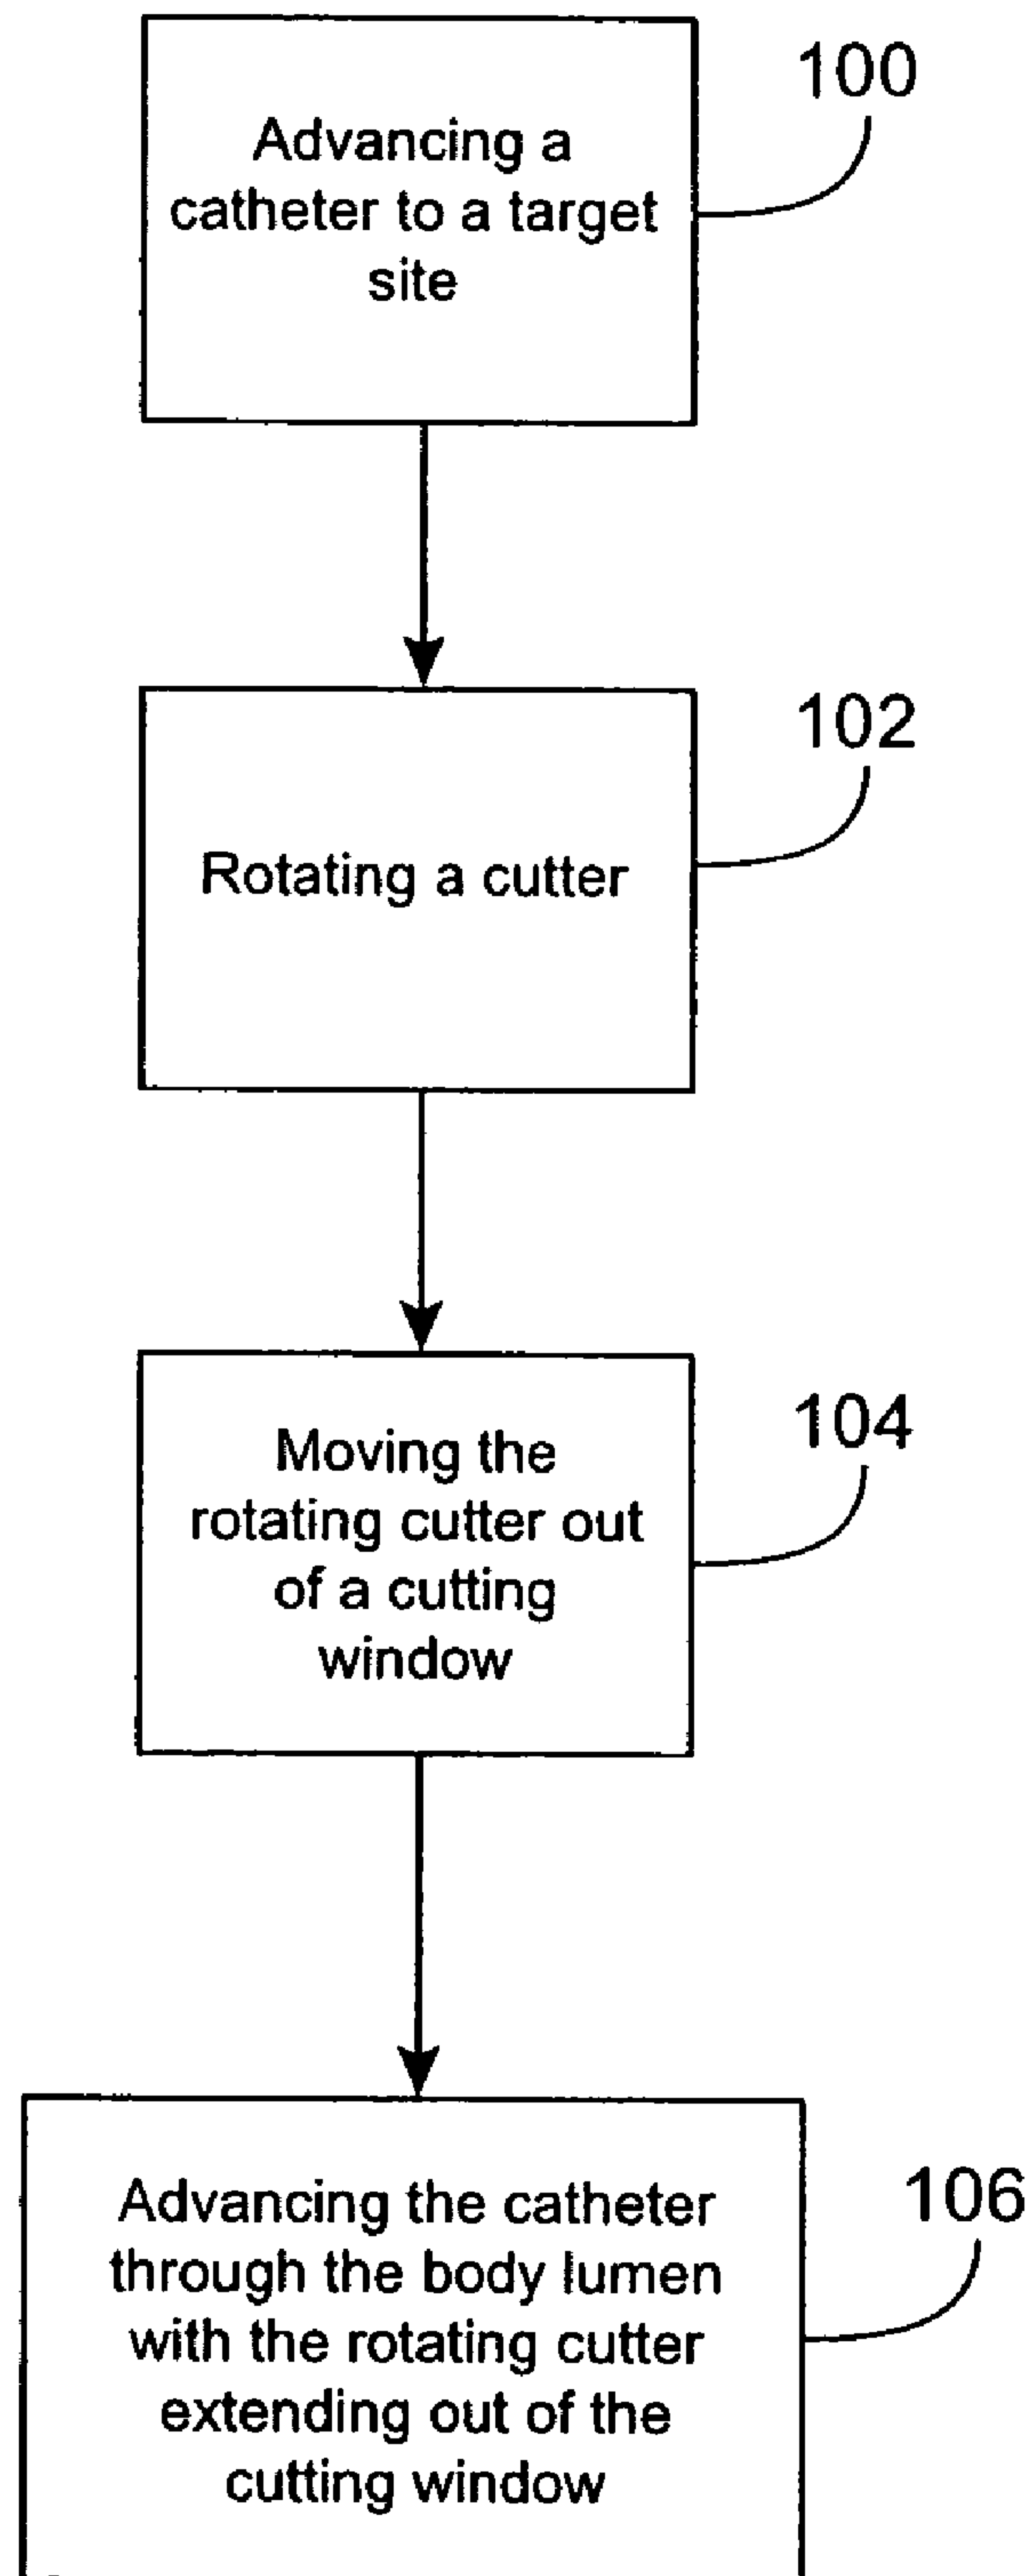 100
Advancing a
catheter to a target
site
102
Rotating a cutter
104
Moving the
rotating cutter out
of a cutting
window
106
Advancing the catheter
through the body lumen
with the rotating cutter
extending out of the
cutting window